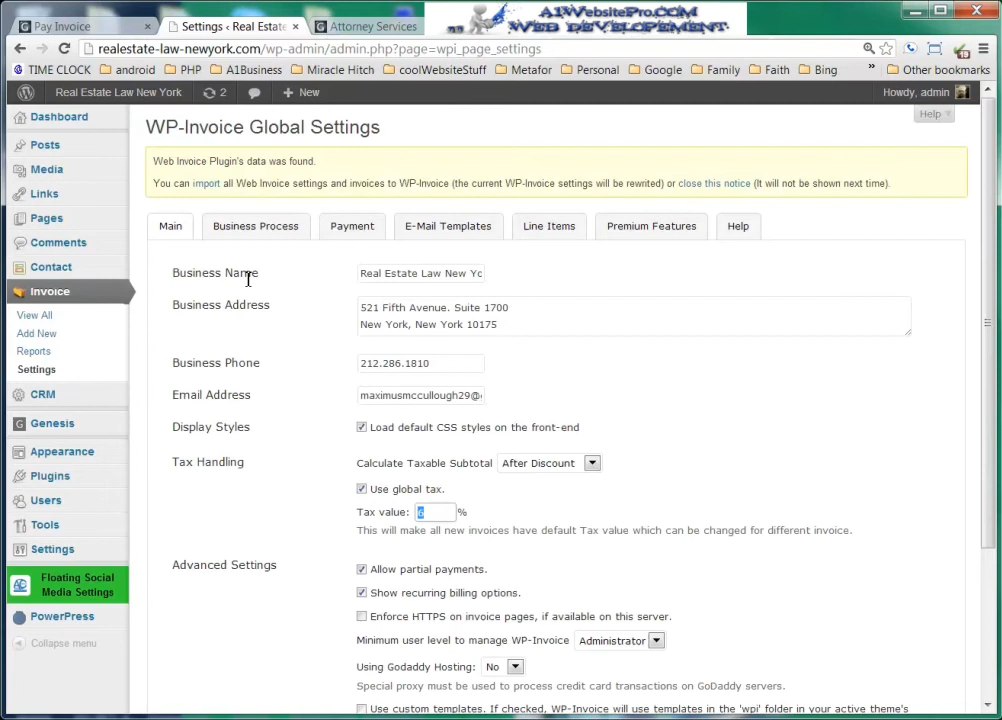 Pay Invoice
Settings ‹ Real Estate
Attorney Services
A1WebsitePro.COM
WEB DEVELOPEMENT
realestate-law-newyork.com/wp-admin/admin.php?page=wpi_page_settings
TIME CLOCK android PHP A1Business Miracle Hitch coolWebsiteStuff Metafor Personal Google Family Faith Bing » Other bookmarks
Real Estate Law New York 2 + New Howdy, admin
Help
Dashboard
Posts
Media
Links
Pages
Comments
Contact
Invoice
View All
Add New
Reports
Settings
CRM
Genesis
Appearance
Plugins
Users
Tools
Settings
Floating Social
Media Settings
PowerPress
Collapse menu
WP-Invoice Global Settings
Web Invoice Plugin's data was found.
You can import all Web Invoice settings and invoices to WP-Invoice (the current WP-Invoice settings will be rewrited) or close this notice (It will not be shown next time).
Main Business Process Payment E-Mail Templates Line Items Premium Features Help
Business Name Real Estate Law New Yc
Business Address 521 Fifth Avenue. Suite 1700
New York, New York 10175
Business Phone 212.286.1810
Email Address maximusmccullough29@
Display Styles Load default CSS styles on the front-end
Tax Handling Calculate Taxable Subtotal After Discount
Use global tax.
Tax value: 6 %
This will make all new invoices have default Tax value which can be changed for different invoice.
Advanced Settings Allow partial payments.
Show recurring billing options.
Enforce HTTPS on invoice pages, if available on this server.
Minimum user level to manage WP-Invoice Administrator
Using Godaddy Hosting: No
Special proxy must be used to process credit card transactions on GoDaddy servers.
Use custom templates. If checked, WP-Invoice will use templates in the 'wpi' folder in your active theme's